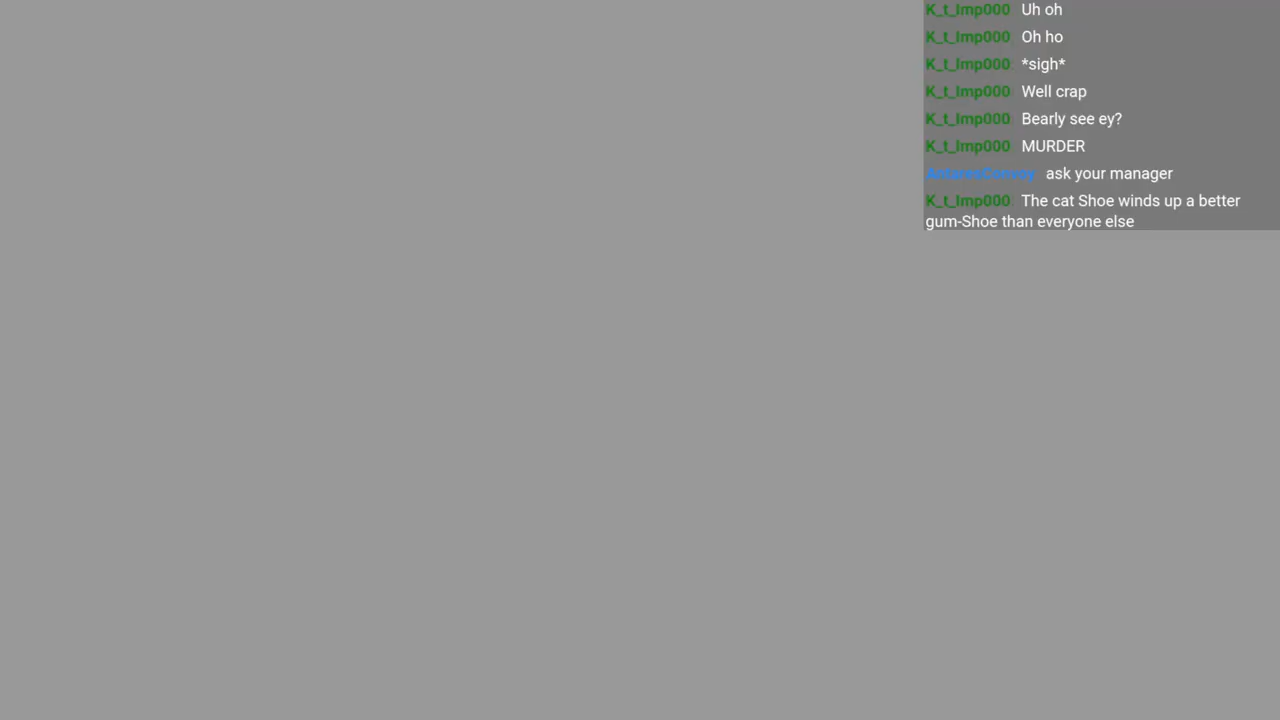 K_t_Imp000: Uh oh
K_t_Imp000: Oh ho
K_t_Imp000: *sigh*
K_t_Imp000: Well crap
K_t_Imp000: Bearly see ey?
K_t_Imp000: MURDER
AntaresConvoy: ask your manager
K_t_Imp000: The cat Shoe winds up a better
gum-Shoe than everyone else